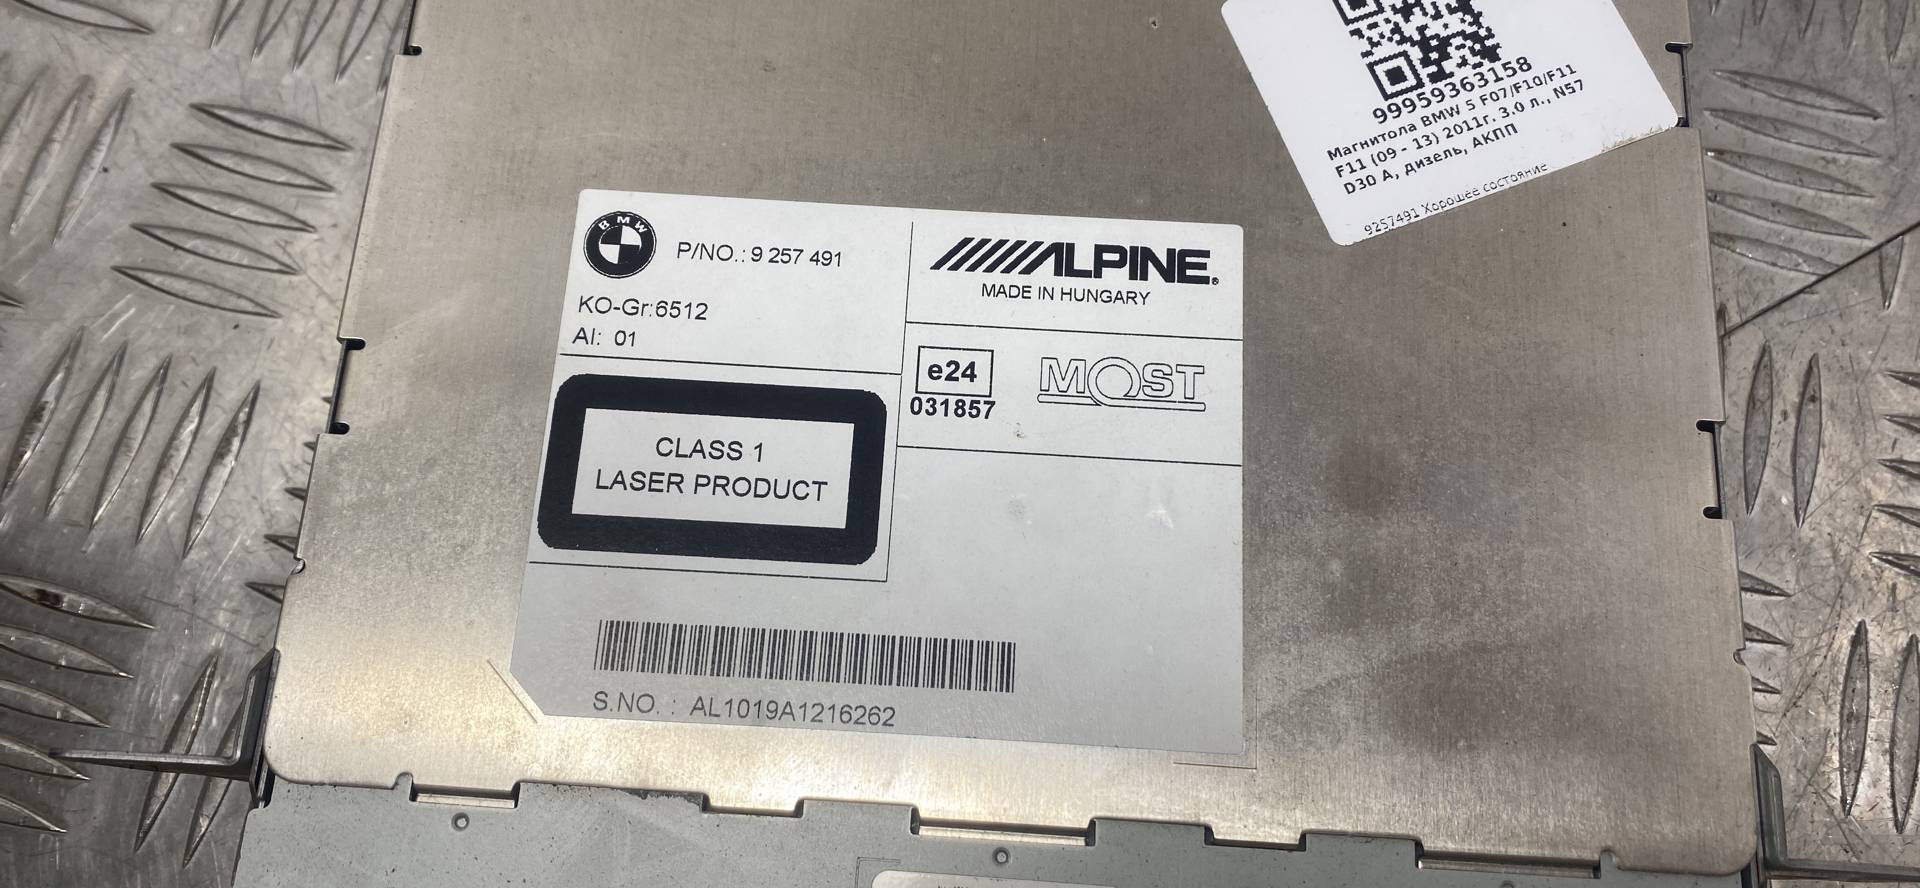 99959363158
Магнитола BMW 5 F07/F10/F11
F11 (09 - 13) 2011г. 3.0 л., N57
D30 A, дизель, АКПП
9257491 Хорошее состояние
BMW
P/NO.: 9 257 491
KO-Gr:6512
AI: 01
ALPINE®
MADE IN HUNGARY
e24
031857
MOST
CLASS 1
LASER PRODUCT
S.NO. : AL1019A1216262